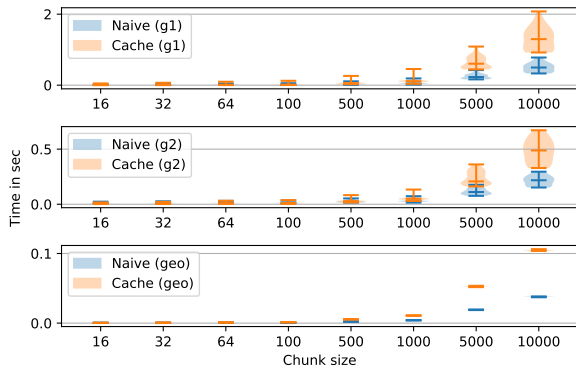 2
0
Naive (g1)
Cache (g1)
16 32 64 100 500 1000 5000 10000
0.5
0.0
Naive (g2)
Cache (g2)
16 32 64 100 500 1000 5000 10000
Time in sec
0.1
0.0
Naive (geo)
Cache (geo)
16 32 64 100 500 1000 5000 10000
Chunk size